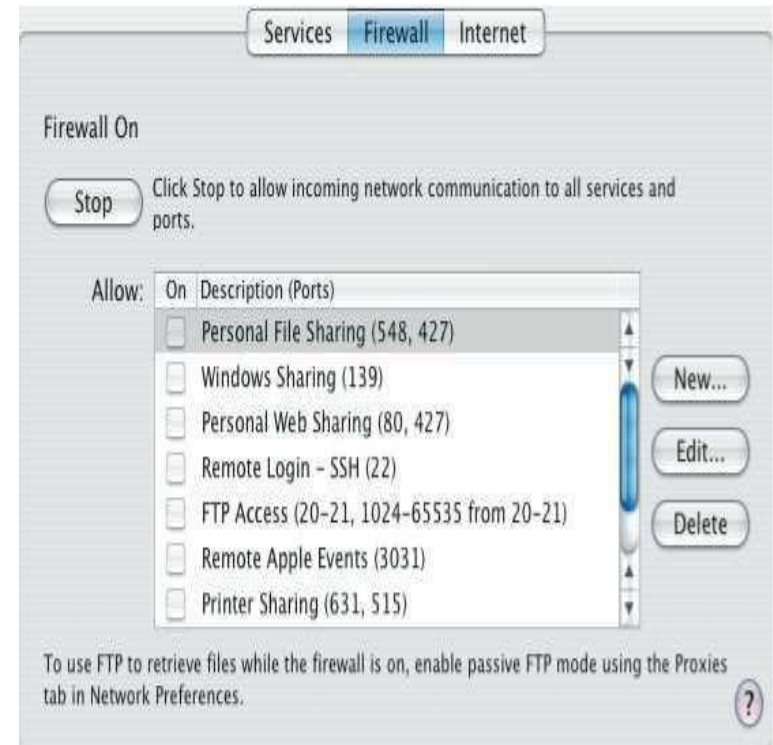 Services Firewall Internet
Firewall On
Stop
Click Stop to allow incoming network communication to all services and
ports.
Allow:
On Description (Ports)
Personal File Sharing (548, 427)
Windows Sharing (139)
Personal Web Sharing (80, 427)
Remote Login – SSH (22)
FTP Access (20–21, 1024–65535 from 20–21)
Remote Apple Events (3031)
Printer Sharing (631, 515)
New...
Edit...
Delete
To use FTP to retrieve files while the firewall is on, enable passive FTP mode using the Proxies
tab in Network Preferences.
?